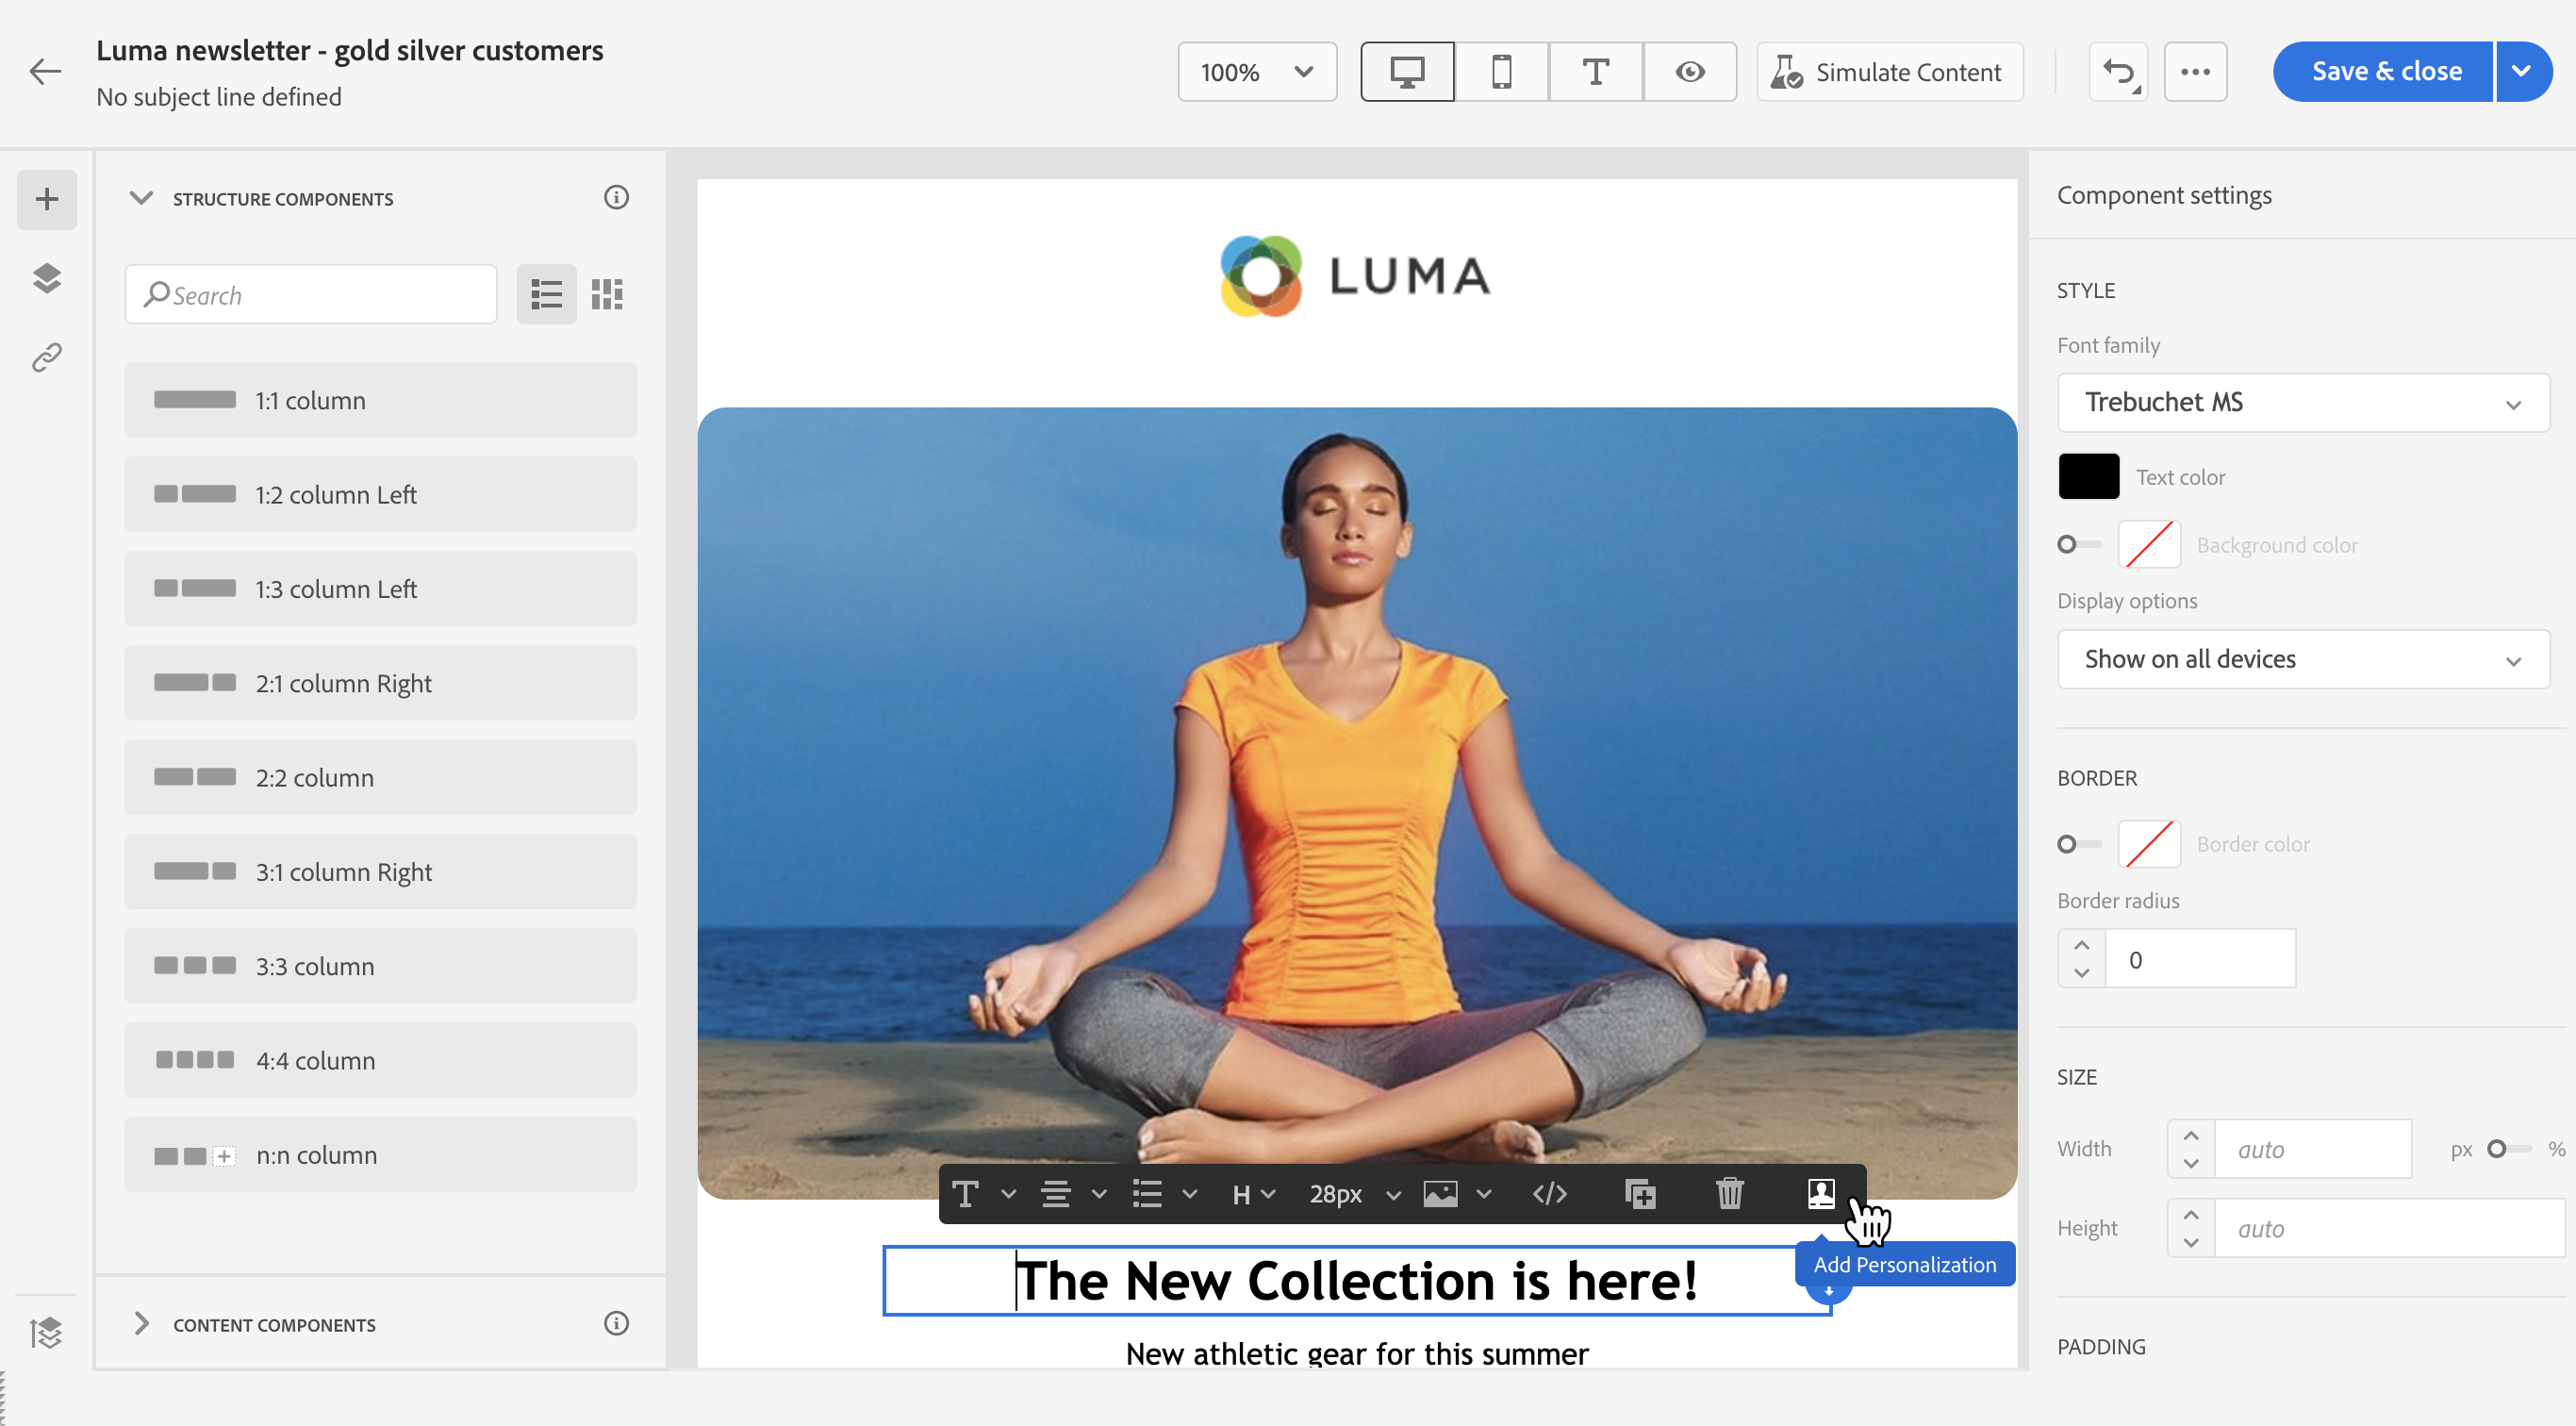 Luma newsletter - gold silver customers
No subject line defined
100%
Simulate Content
Save & close
STRUCTURE COMPONENTS
Search
1:1 column
1:2 column Left
1:3 column Left
2:1 column Right
2:2 column
3:1 column Right
3:3 column
4:4 column
n:n column
CONTENT COMPONENTS
LUMA
H
28px
Add Personalization
The New Collection is here!
New athletic gear for this summer
Component settings
STYLE
Font family
Trebuchet MS
Text color
Background color
Display options
Show on all devices
BORDER
Border color
Border radius
0
SIZE
Width
auto
px
%
Height
auto
PADDING